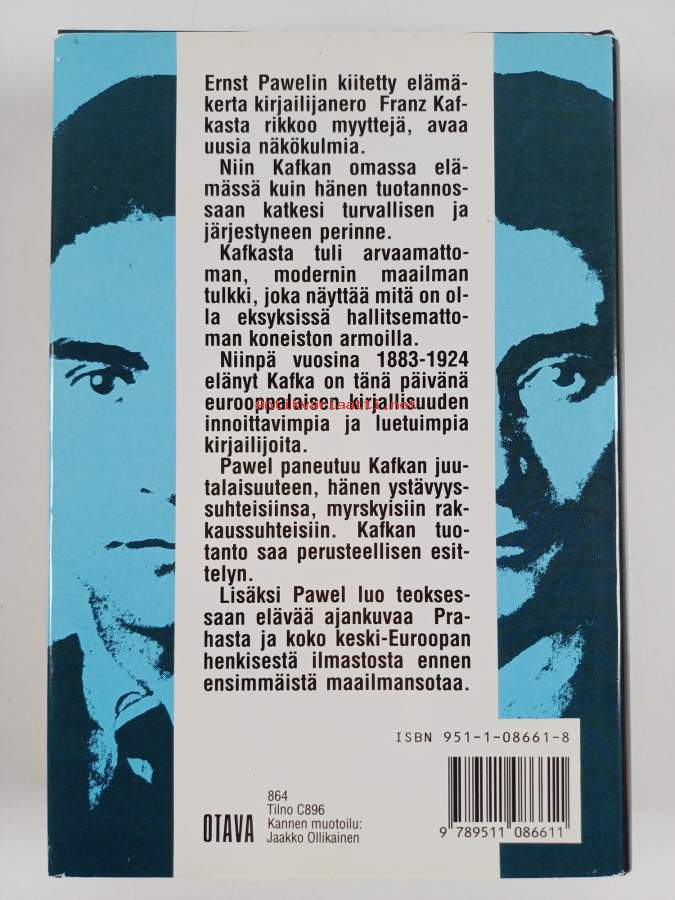 Ernst Pawelin kiitetty elämä-
kerta kirjailijanero Franz Kaf-
kasta rikkoo myyttejä, avaa
uusia näkökulmia.
Niin Kafkan omassa elä-
mässä kuin hänen tuotannos-
saan katkesi turvallisen ja
järjestyneen perinne.
Kafkasta tuli arvaamatto-
man, modernin maailman
tulkki, joka näyttää mitä on ol-
la eksyksissä hallitsematto-
man koneiston armoilla.
Niinpä vuosina 1883-1924
elänyt Kafka on tänä päivänä
eurooppalaisen kirjallisuuden
Antikvariaatti.net
innoittavimpia ja luetuimpia
kirjailijoita.
Pawel paneutuu Kafkan juu-
talaisuuteen, hänen ystävyys-
suhteisiinsa, myrskyisiin rak-
kaussuhteisiin. Kafkan tuo-
tanto saa perusteellisen esit-
telyn.
Lisäksi Pawel luo teokses-
saan elävää ajankuvaa Pra-
hasta ja koko keski-Euroopan
henkisestä ilmastosta ennen
ensimmäistä maailmansotaa.
ISBN 951-1-08661-8
9 789511 086611
OTAVA
864
Tilno C896
Kannen muotoilu:
Jaakko Ollikainen